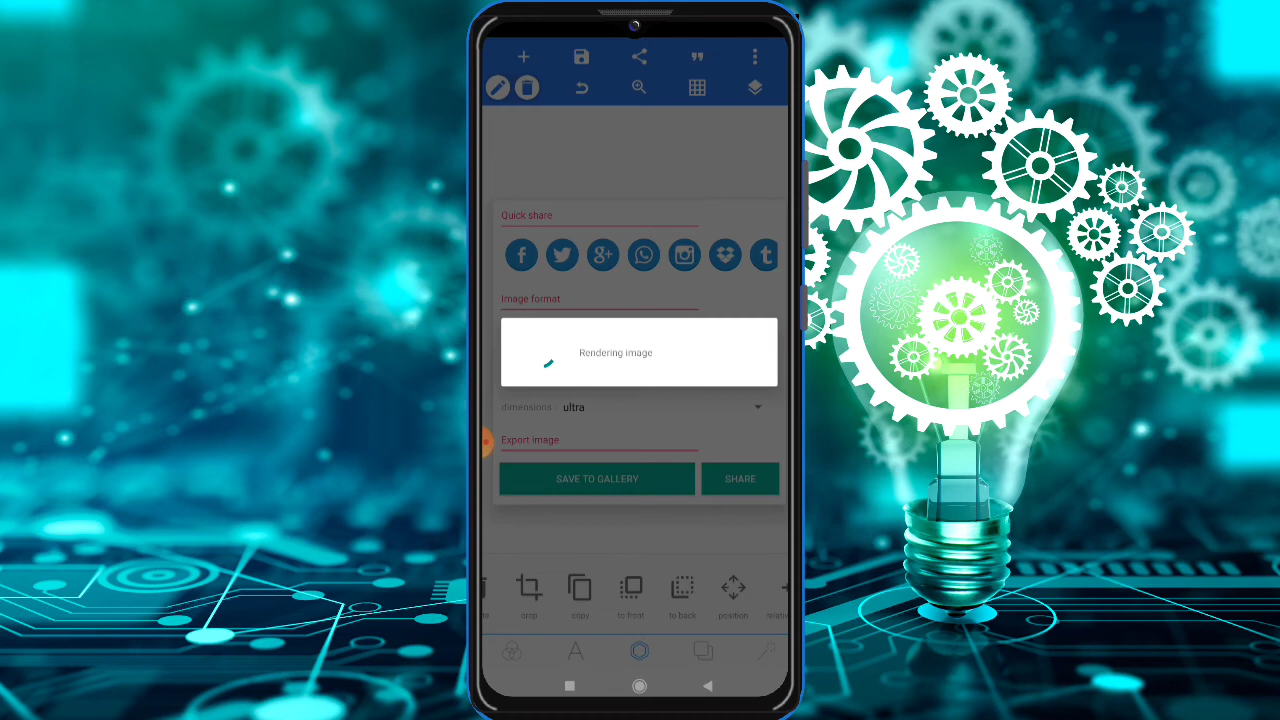 Quick share
Image format
Rendering image
dimensions : ultra
Export image
SAVE TO GALLERY
SHARE
crop
copy
to front
to back
position